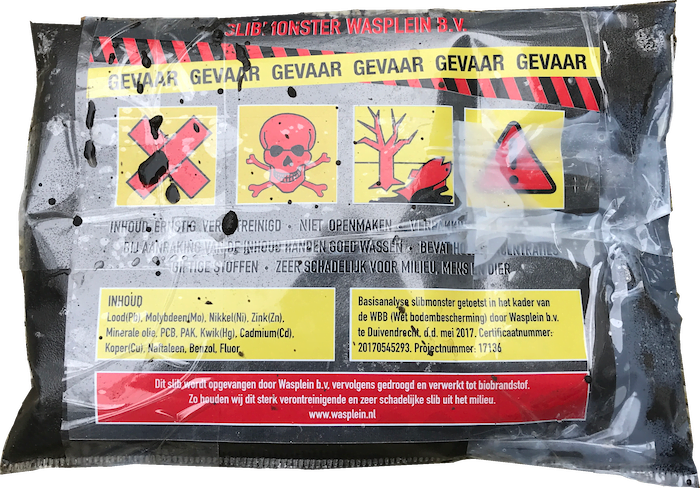 SLIBMONSTER WASPLEIN B.V.
GEVAAR GEVAAR GEVAAR GEVAAR GEVAAR GEVAAR
INHOUD ERNSTIG VERONTREINIGD • NIET OPENMAKEN •
BIJ AANRAKING VAN DE INHOUD HANDEN GOED WASSEN • BEVAT
GIFTIGE STOFFEN • ZEER SCHADELIJK VOOR MILIEU, MENS EN DIER
INHOUD
Lood(Pb), Molybdeen(Mo), Nikkel(Ni), Zink(Zn),
Minerale olie, PCB, PAK, Kwik(Hg), Cadmium(Cd),
Koper(Cu), Naftaleen, Benzol, Fluor
Basisanalyse slibmonster getoetst in het kader van
de WBB (Wet bodembescherming) door Wasplein b.v.
te Duivendrecht, d.d. mei 2017. Certificaatnummer:
20170545293. Projectnummer: 17136
Dit slib wordt opgevangen door Wasplein b.v. vervolgens gedroogd en verwerkt tot biobrandstof.
Zo houden wij dit sterk verontreinigende en zeer schadelijke slib uit het milieu.
www.wasplein.nl